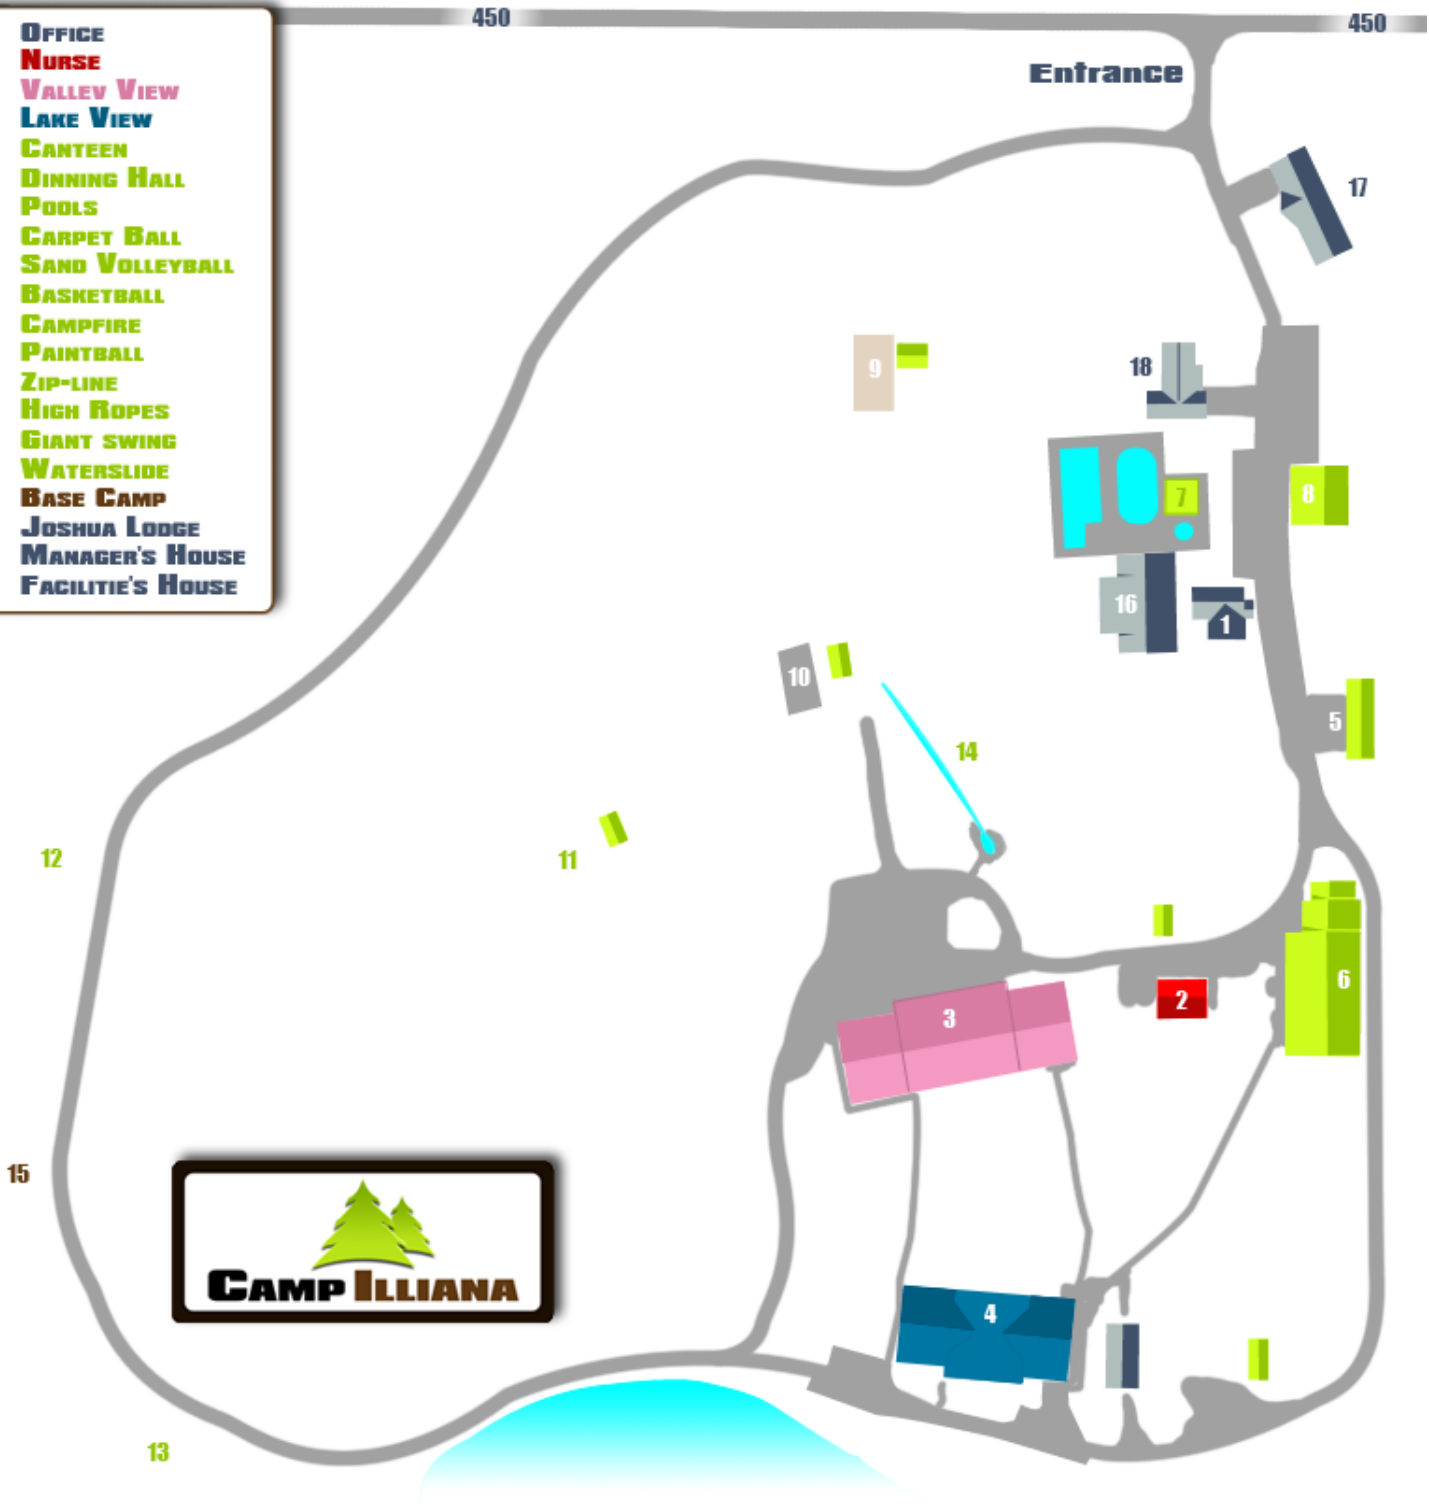 450
450
Office
Nurse
Valley View
Lake View
Canteen
Dinning Hall
Pools
Carpet Ball
Sand Volleyball
Basketball
Campfire
Paintball
Zip-line
High Ropes
Giant swing
Waterslide
Base Camp
Joshua Lodge
Manager's House
Facilitie's House
Entrance
17
18
9
7
8
16
1
10
5
14
12
11
6
2
3
15
Camp Illiana
4
13